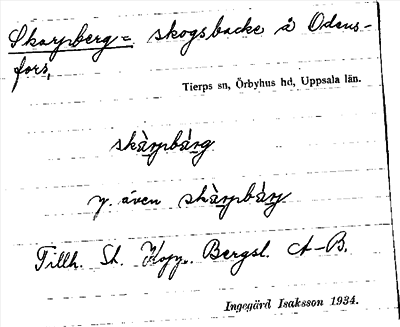 Skarpberg = skogsbacke å Odens-
fors,
Tierps sn, Örbyhus hd, Uppsala län.
skàrpbàrg
y. även skàrpbàrj
Tillh. St. Kopp. Bergsl. A-B.
Ingegärd Isaksson 1934.